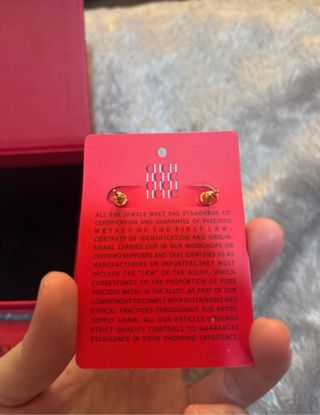 CHCH
HCHC
CHCH
HCHC
ALL THE JEWELS MEET THE STANDARDS OF
CERTIFICATION AND GUARANTEE OF PRECIOUS
METALS OF THE FIRST LAW;
CONTRAST OF IDENTIFICATION AND ORIGIN:
SIGNAL CARRIED OUT IN OUR WORKSHOPS OR
CERTIFIED SUPPLIERS AND THAT IDENTIFIES US AS
MANUFACTURERS OR IMPORTERS.THEY MUST
INCLUDE THE "LAW" OF THE ALLOY, WHICH
CORRESPONDS TO THE PROPORTION OF PURE
PRECIOUS METAL IN THE ALLOY. AS PART OF OUR
COMMITMENT TO COMPLY WITH SUSTAINABLE AND
ETHICAL PRACTICES THROUGHOUT THE ENTIRE
SUPPLY CHAIN, ALL OUR ARTICLES UNDERGO
STRICT QUALITY CONTROLS TO GUARANTEE
EXCELLENCE IN YOUR SHOPPING EXPERIENCE.